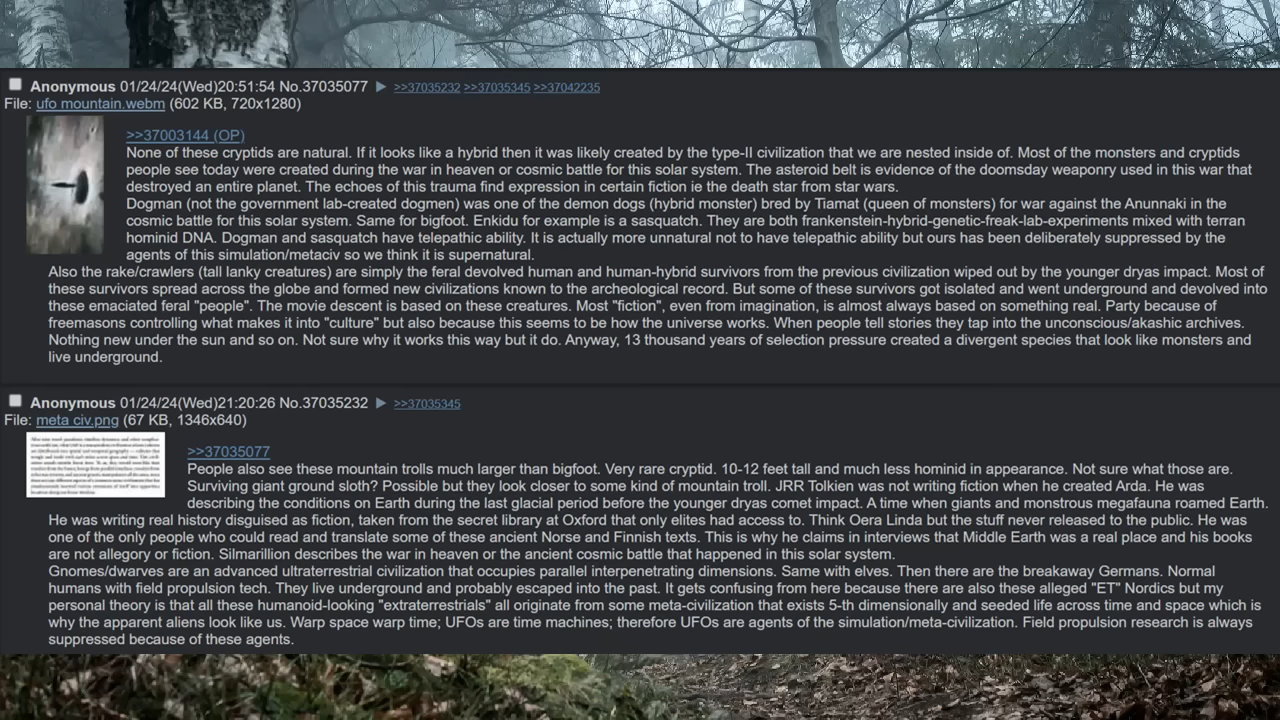 Anonymous 01/24/24(Wed)20:51:54 No.37035077 ▶ >>37035232 >>37035345 >>37042235
File: ufo mountain.webm (602 KB, 720x1280)
>>37003144 (OP)
None of these cryptids are natural. If it looks like a hybrid then it was likely created by the type-II civilization that we are nested inside of. Most of the monsters and cryptids
people see today were created during the war in heaven or cosmic battle for this solar system. The asteroid belt is evidence of the doomsday weaponry used in this war that
destroyed an entire planet. The echoes of this trauma find expression in certain fiction ie the death star from star wars.
Dogman (not the government lab-created dogmen) was one of the demon dogs (hybrid monster) bred by Tiamat (queen of monsters) for war against the Anunnaki in the
cosmic battle for this solar system. Same for bigfoot. Enkidu for example is a sasquatch. They are both frankenstein-hybrid-genetic-freak-lab-experiments mixed with terran
hominid DNA. Dogman and sasquatch have telepathic ability. It is actually more unnatural not to have telepathic ability but ours has been deliberately suppressed by the
agents of this simulation/metaciv so we think it is supernatural.
Also the rake/crawlers (tall lanky creatures) are simply the feral devolved human and human-hybrid survivors from the previous civilization wiped out by the younger dryas impact. Most of
these survivors spread across the globe and formed new civilizations known to the archeological record. But some of these survivors got isolated and went underground and devolved into
these emaciated feral "people". The movie descent is based on these creatures. Most "fiction", even from imagination, is almost always based on something real. Party because of
freemasons controlling what makes it into "culture" but also because this seems to be how the universe works. When people tell stories they tap into the unconscious/akashic archives.
Nothing new under the sun and so on. Not sure why it works this way but it do. Anyway, 13 thousand years of selection pressure created a divergent species that look like monsters and
live underground.
Anonymous 01/24/24(Wed)21:20:26 No.37035232 ▶ >>37035345
File: meta civ.png (67 KB, 1346x640)
>>37035077
People also see these mountain trolls much larger than bigfoot. Very rare cryptid. 10-12 feet tall and much less hominid in appearance. Not sure what these are.
Surviving giant ground sloth? Possible but they look closer to some kind of mountain troll. JRR Tolkien was not writing fiction when he created Arda. He was
describing the conditions on Earth during the last glacial period before the younger dryas comet impact. A time when giants and monstrous megafauna roamed Earth.
He was writing real history disguised as fiction, taken from the secret library at Oxford that only elites had access to. Think Oera Linda but the stuff never released to the public. He was
one of the only people who could read and translate some of these ancient Norse and Finnish texts. This is why he claims in interviews that Middle Earth was a real place and his books
are not allegory or fiction. Silmarillion describes the war in heaven or the ancient cosmic battle that happened in this solar system.
Gnomes/dwarves are an advanced ultraterrestrial civilization that occupies parallel interpenetrating dimensions. Same with elves. Then there are the breakaway Germans. Normal
humans with field propulsion tech. They live underground and probably escaped into the past. It gets confusing from here because there are also these alleged "ET" Nordics but my
personal theory is that all these humanoid-looking "extraterrestrials" all originate from some meta-civilization that exists 5-th dimensionally and seeded life across time and space which is
why the apparent aliens look like us. Warp space warp time; UFOs are time machines; therefore UFOs are agents of the simulation/meta-civilization. Field propulsion research is always
suppressed because of these agents.